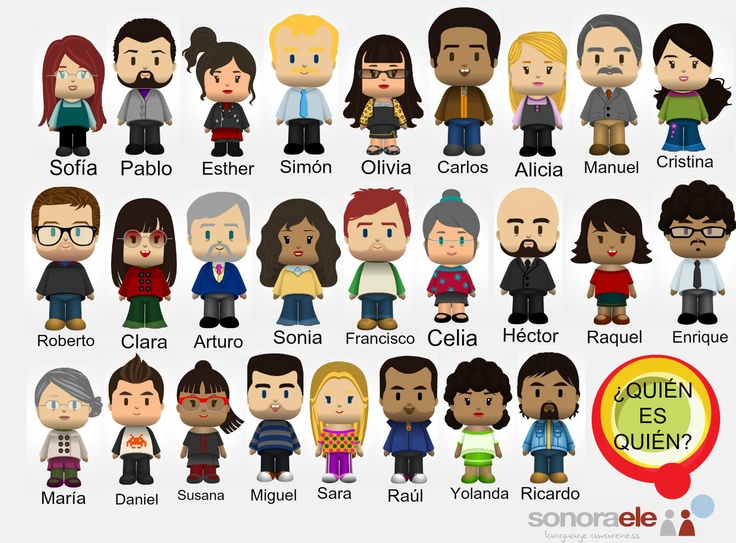 Sofía Pablo Esther Simón Olivia Carlos Alicia Manuel Cristina
Roberto Clara Arturo Sonia Francisco Celia Héctor Raquel Enrique
María Daniel Susana Miguel Sara Raúl Yolanda Ricardo
¿QUIÉN
ES
QUIÉN?
sonoraele
language awareness